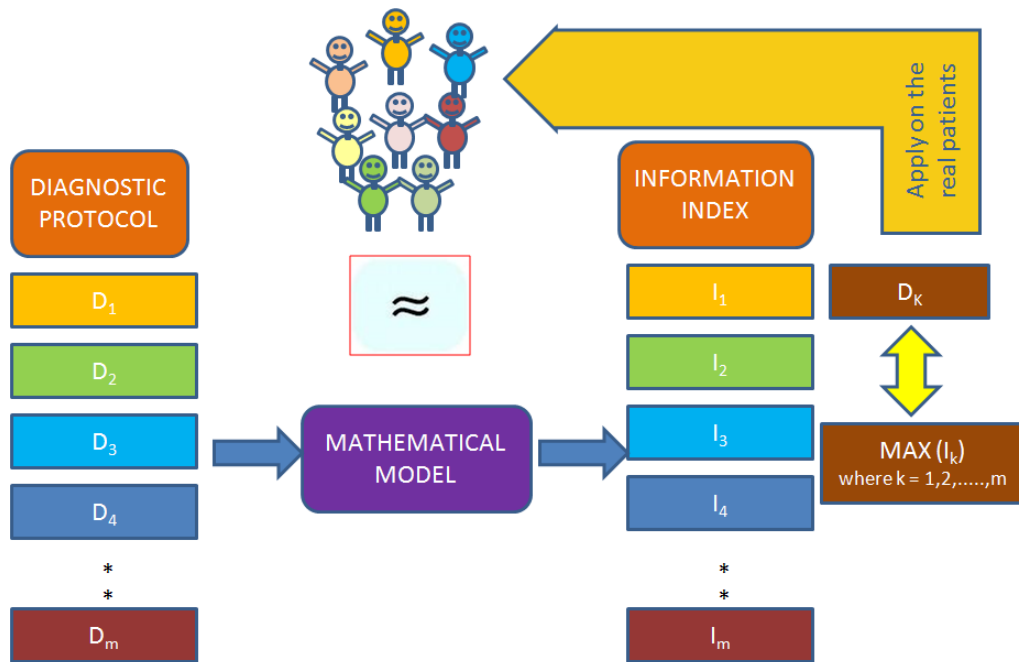 DIAGNOSTIC
PROTOCOL
D₁
D₂
D₃
D₄
*
*
Dₘ
≈
MATHEMATICAL
MODEL
INFORMATION
INDEX
I₁
I₂
I₃
I₄
*
*
Iₘ
Apply on the
real patients
D_K
MAX (Iₖ)
where k = 1,2,.....,m